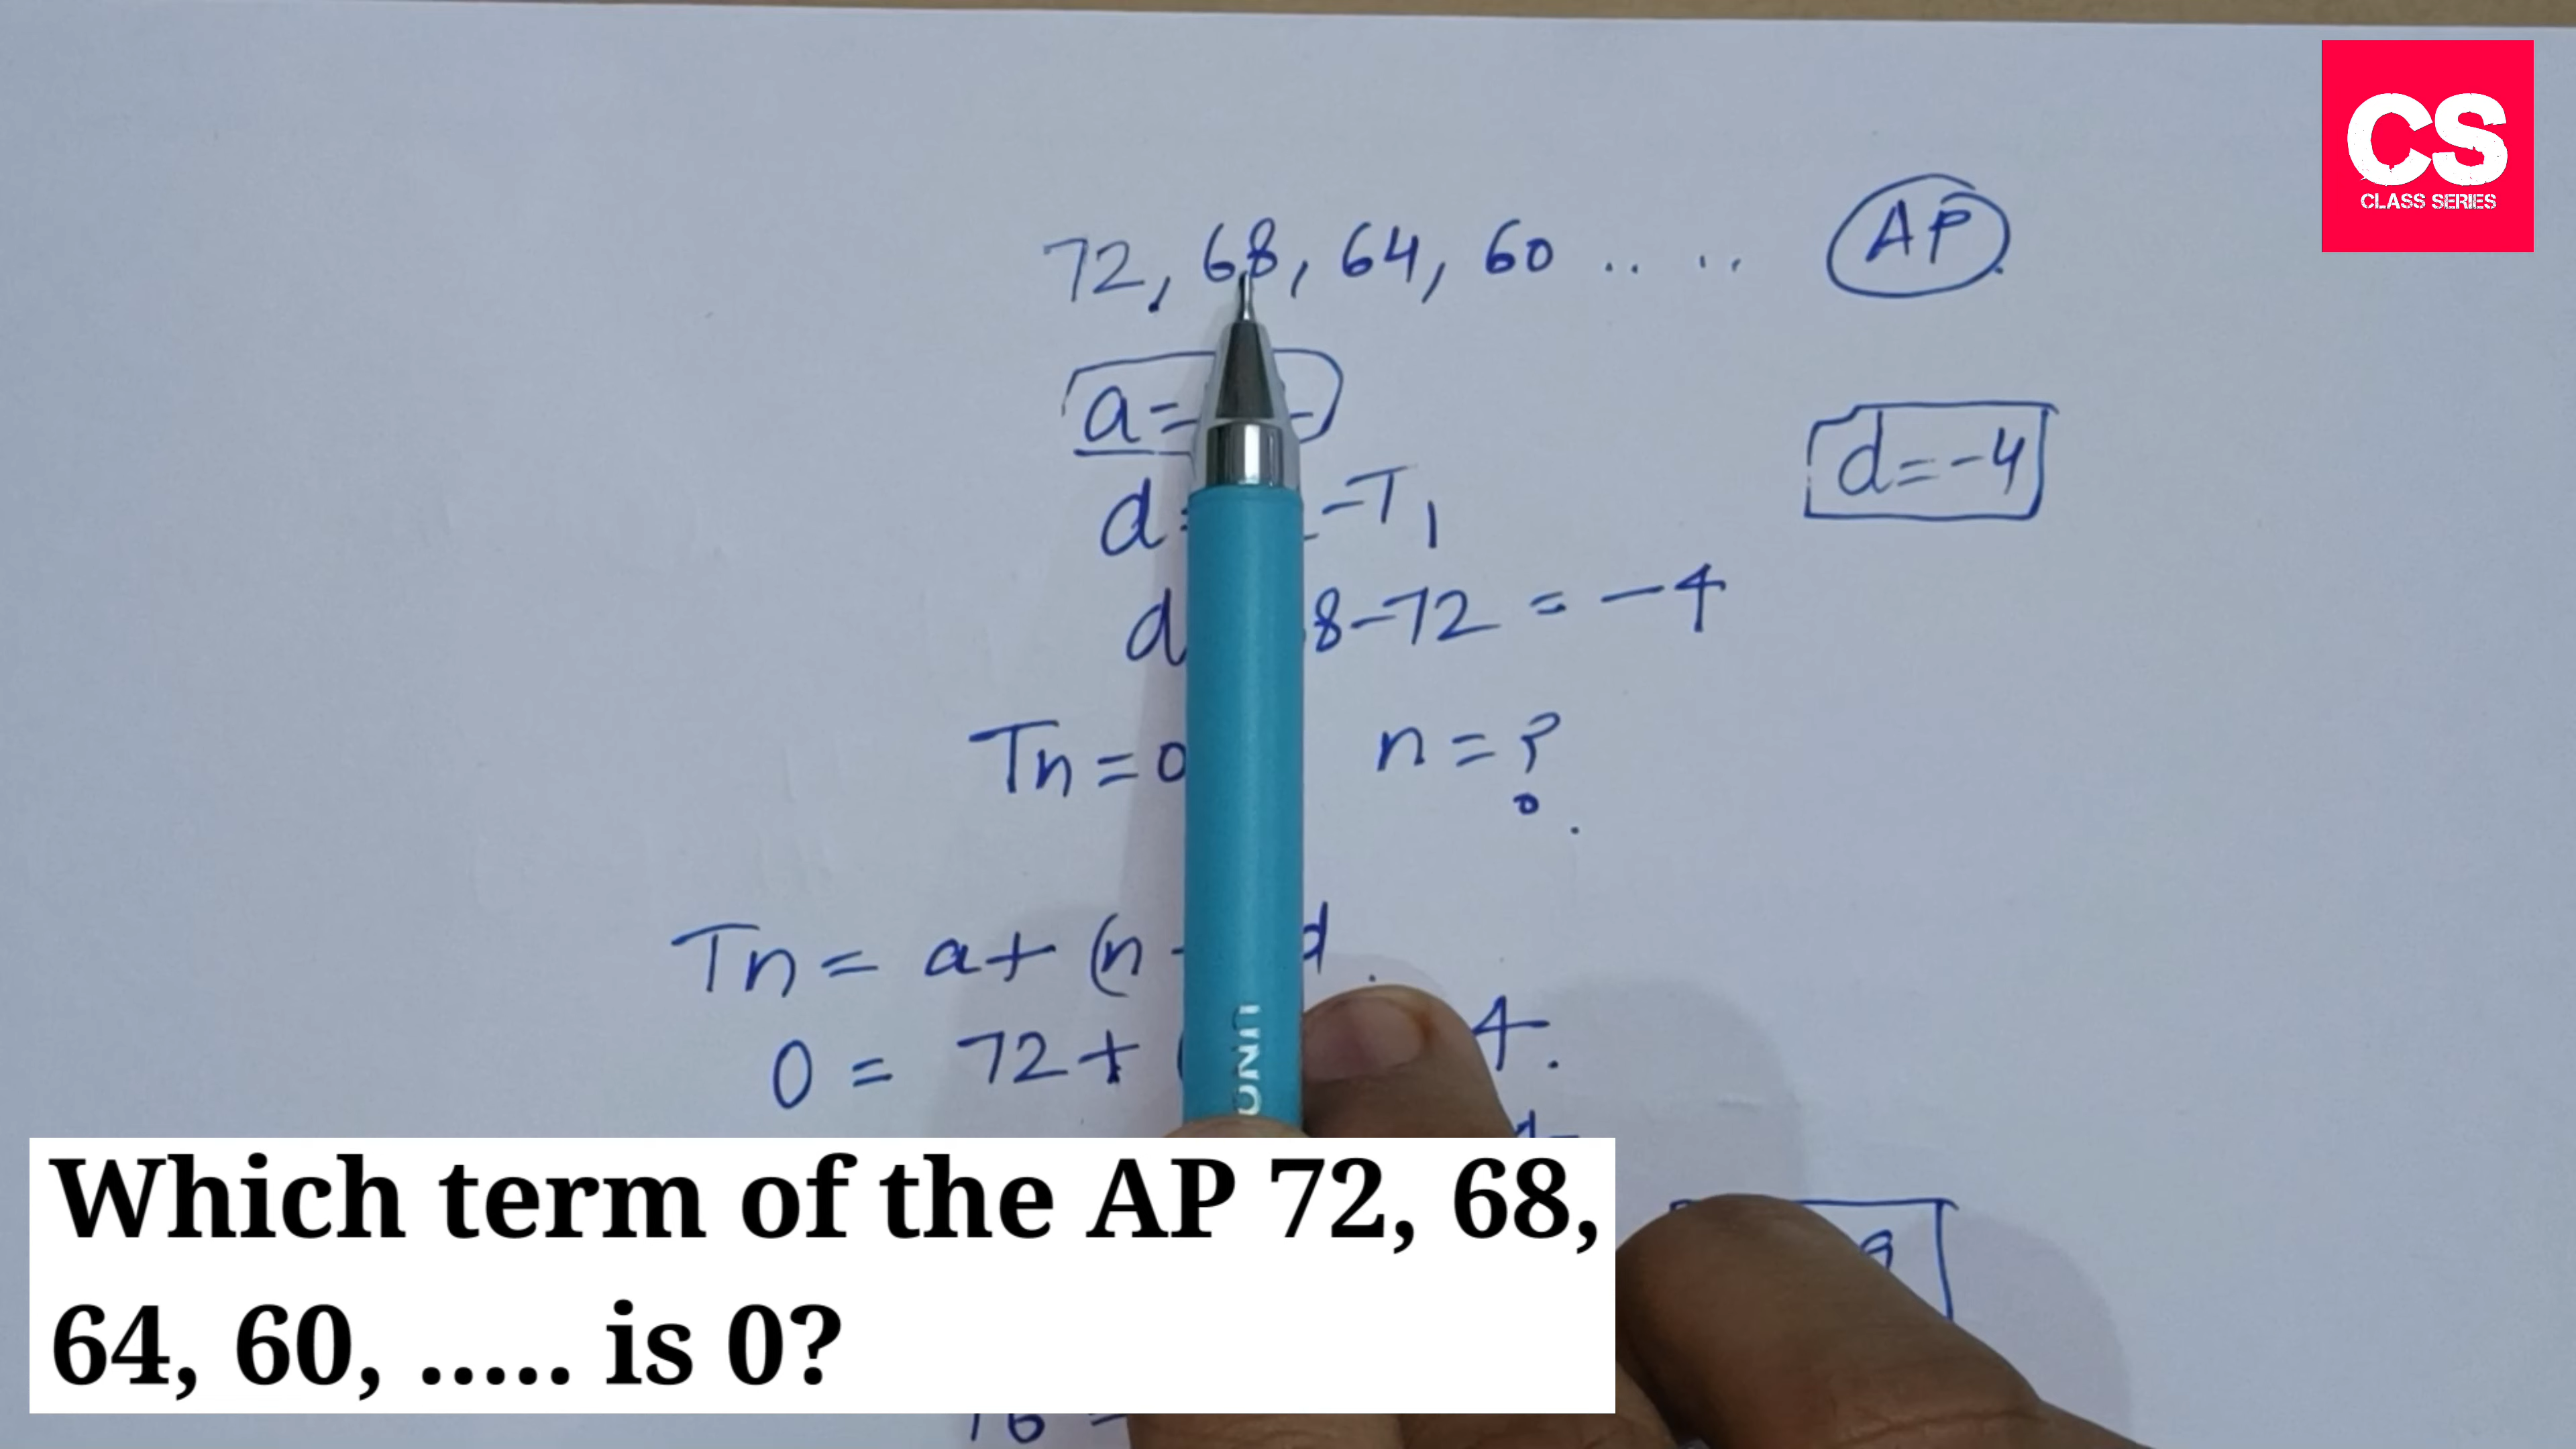 CS
CLASS SERIES
72, 68, 64, 60 .. .. AP
a=
d=-4
d = -T1
d 8-72 = -4
Tn=0 n=?
Tn= a+ (n - d
0 = 72+ ( 4.
Which term of the AP 72, 68,
64, 60, ..... is 0?
76 =